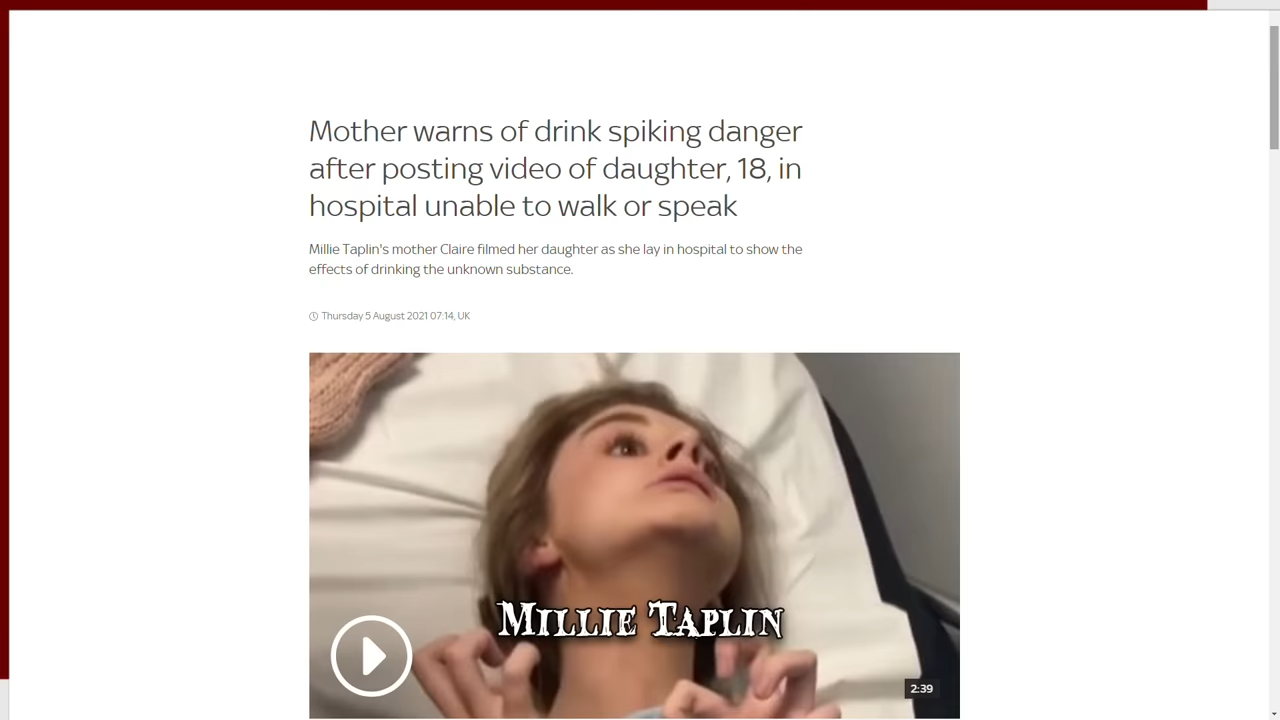 Mother warns of drink spiking danger
after posting video of daughter, 18, in
hospital unable to walk or speak
Millie Taplin's mother Claire filmed her daughter as she lay in hospital to show the
effects of drinking the unknown substance.
Thursday 5 August 2021 07:14, UK
MILLIE TAPLIN
2:39